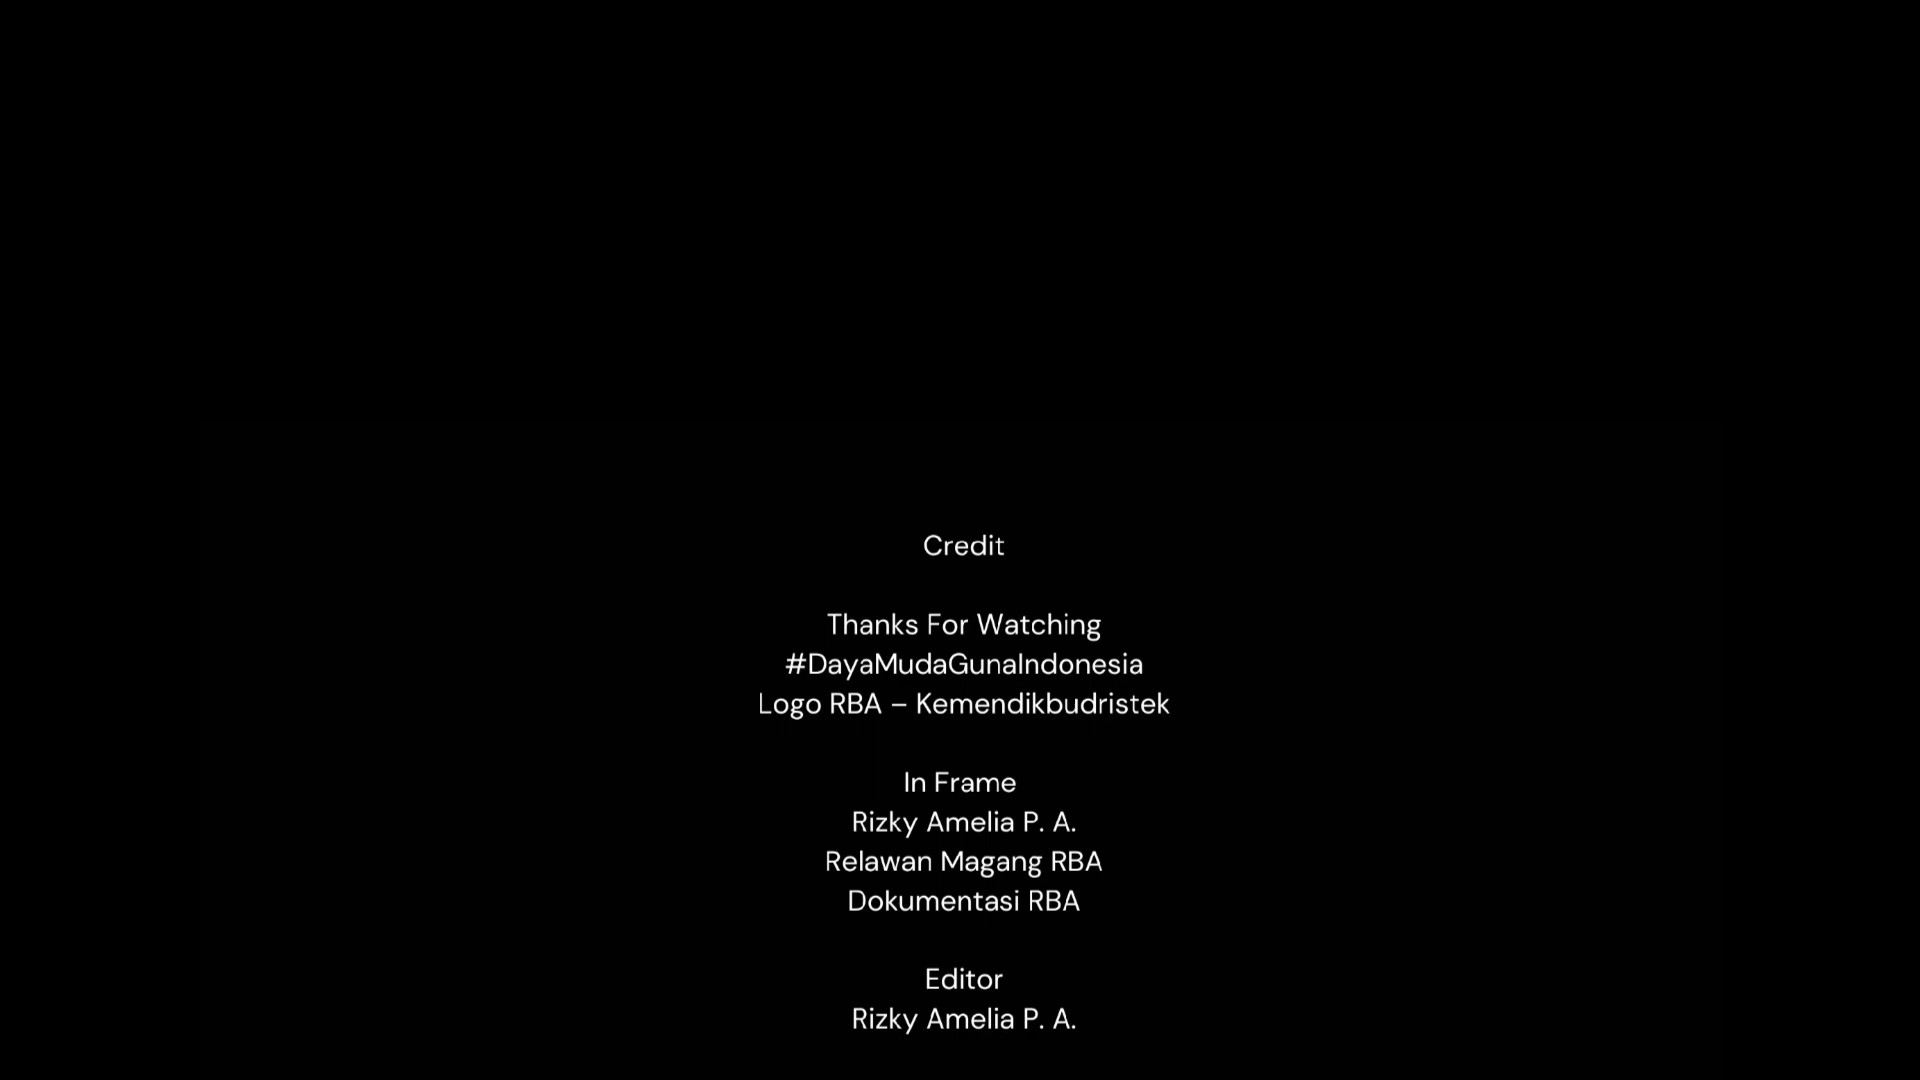 Credit
Thanks For Watching
#DayaMudaGunaIndonesia
Logo RBA – Kemendikbudristek
In Frame
Rizky Amelia P. A.
Relawan Magang RBA
Dokumentasi RBA
Editor
Rizky Amelia P. A.